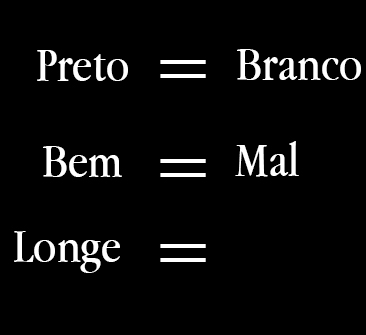 Preto = Branco
Bem = Mal
Longe =